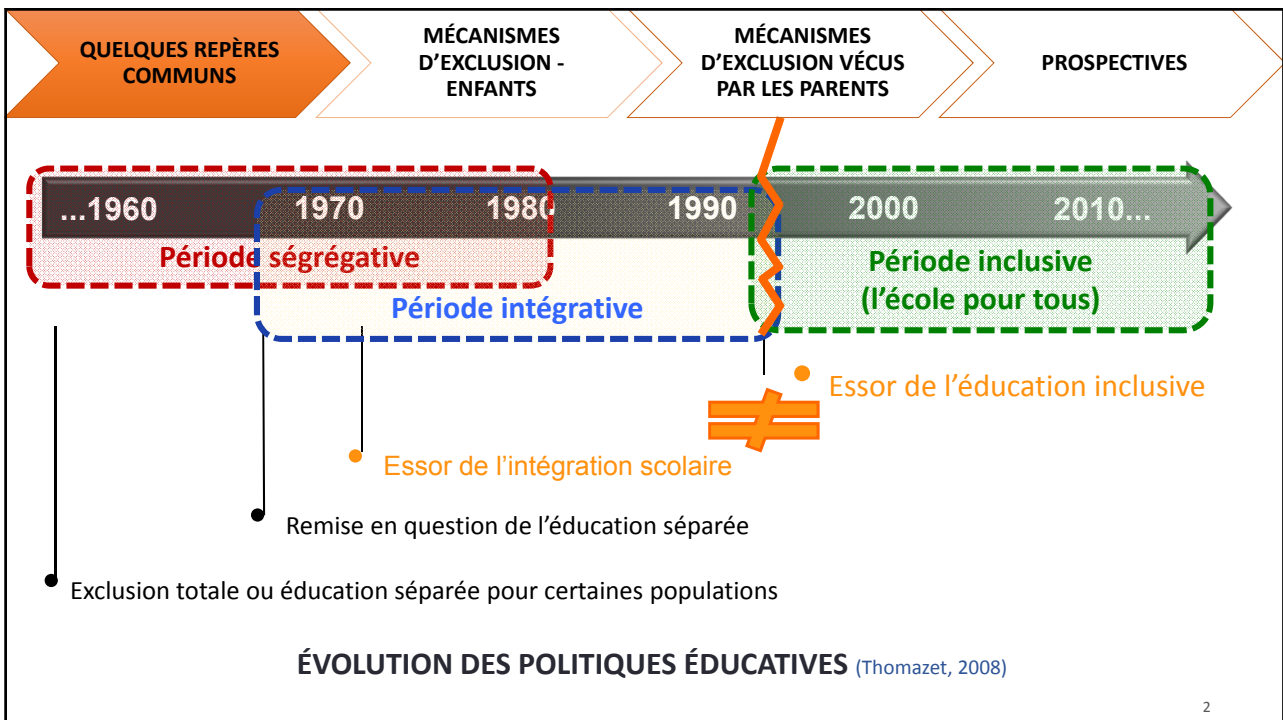 QUELQUES REPÈRES
COMMUNS
MÉCANISMES
D'EXCLUSION -
ENFANTS
MÉCANISMES
D'EXCLUSION VÉCUS
PAR LES PARENTS
PROSPECTIVES
...1960 1970 1980 1990 2000 2010...
Période ségrégative
Période intégrative
Période inclusive
(l'école pour tous)
• Essor de l'éducation inclusive
≠
• Essor de l'intégration scolaire
• Remise en question de l'éducation séparée
• Exclusion totale ou éducation séparée pour certaines populations
ÉVOLUTION DES POLITIQUES ÉDUCATIVES (Thomazet, 2008)
2